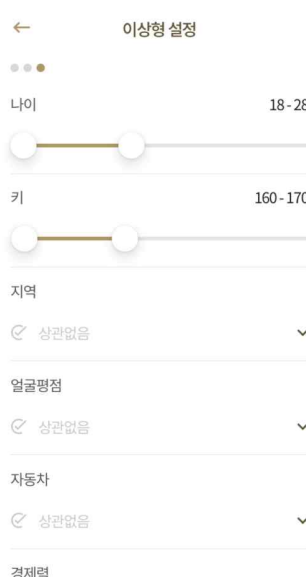 이상형 설정
나이 18 - 28
키 160 - 170
지역
상관없음
얼굴평점
상관없음
자동차
상관없음
경제력